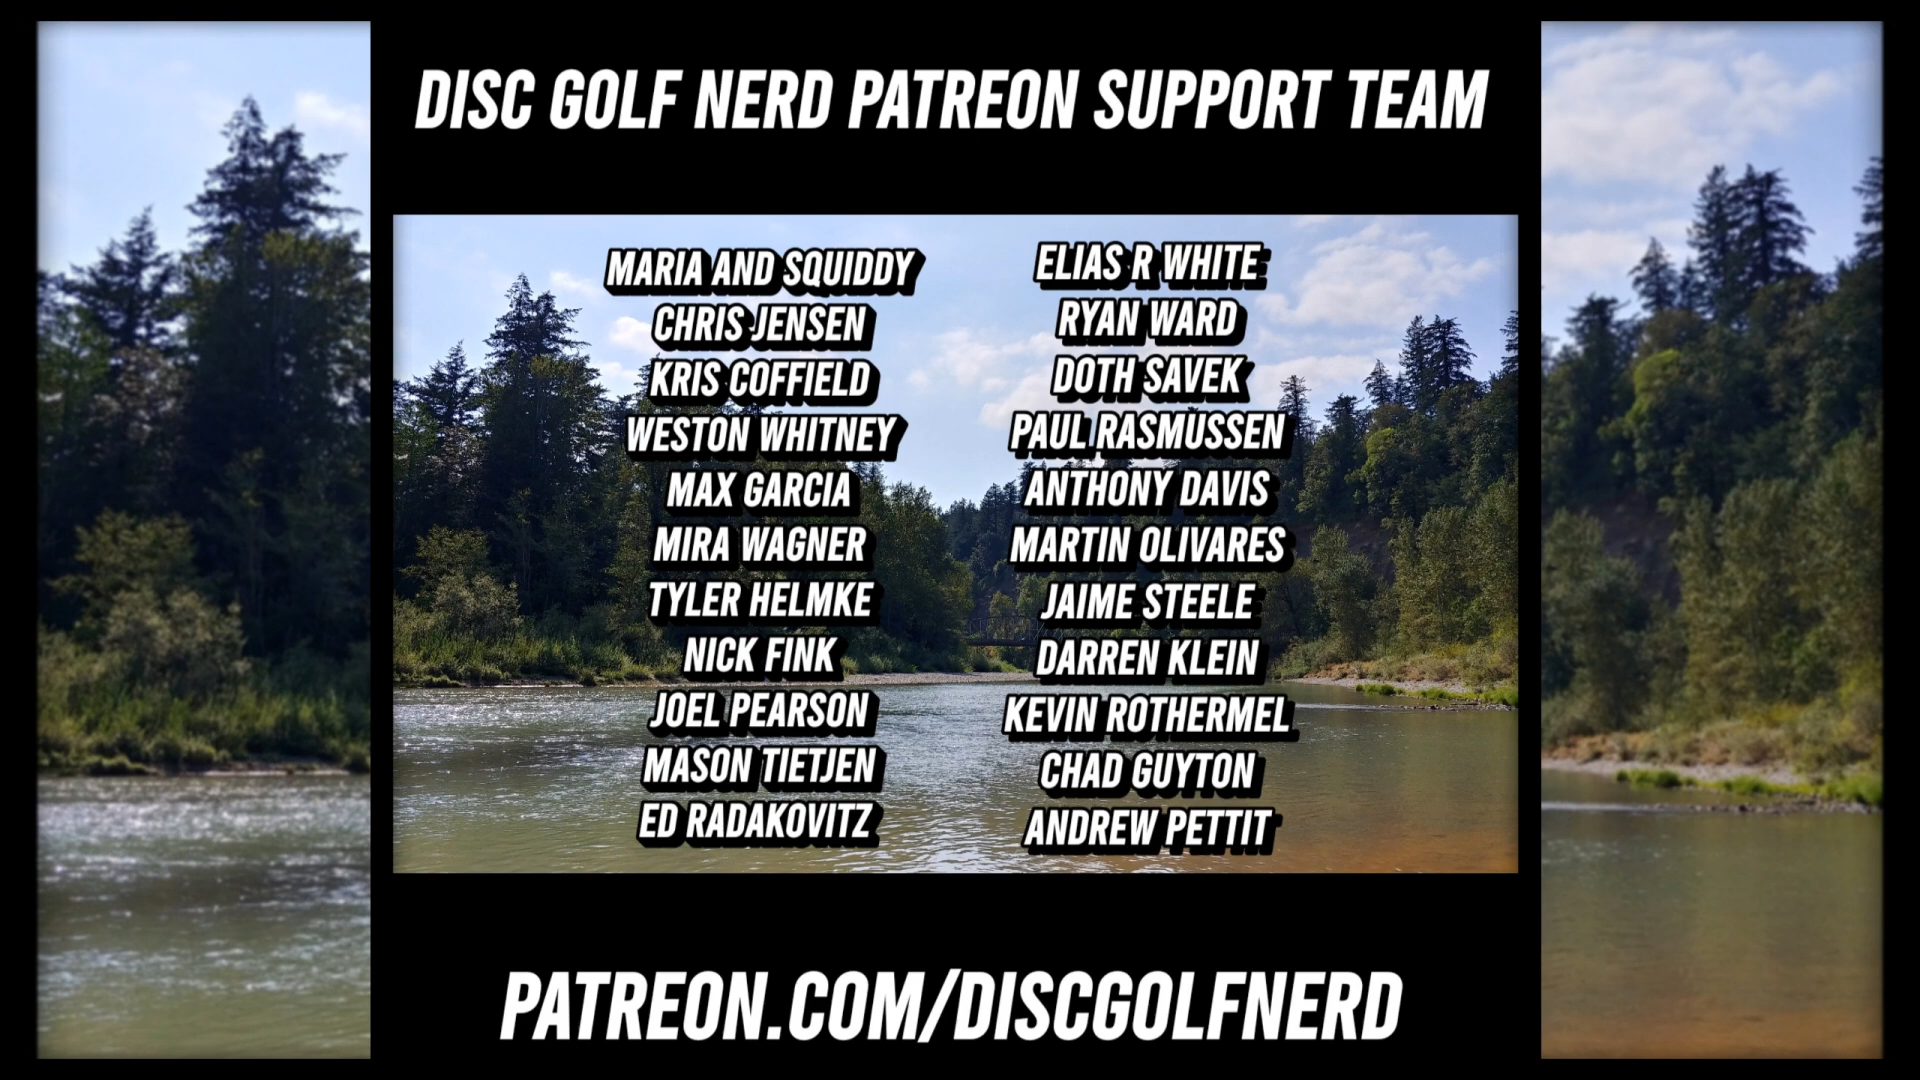 DISC GOLF NERD PATREON SUPPORT TEAM
MARIA AND SQUIDDY
CHRIS JENSEN
KRIS COFFIELD
WESTON WHITNEY
MAX GARCIA
MIRA WAGNER
TYLER HELMKE
NICK FINK
JOEL PEARSON
MASON TIETJEN
ED RADAKOVITZ
ELIAS R WHITE
RYAN WARD
DOTH SAVEK
PAUL RASMUSSEN
ANTHONY DAVIS
MARTIN OLIVARES
JAIME STEELE
DARREN KLEIN
KEVIN ROTHERMEL
CHAD GUYTON
ANDREW PETTIT
PATREON.COM/DISCGOLFNERD